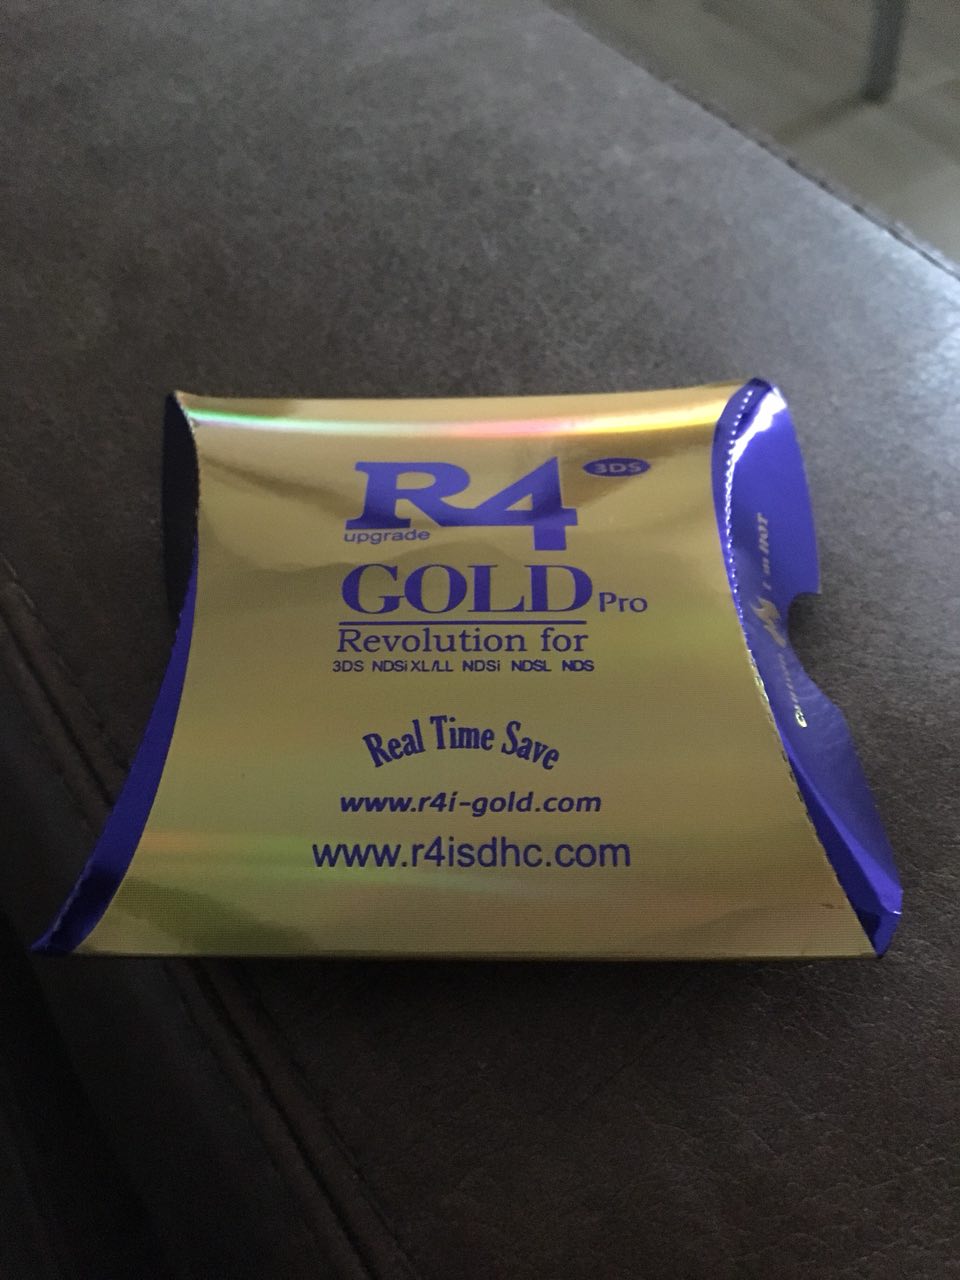 R4 3DS
upgrade
GOLD Pro
Revolution for
3DS NDSi XL/LL NDSi NDSL NDS
Real Time Save
www.r4i-gold.com
www.r4isdhc.com